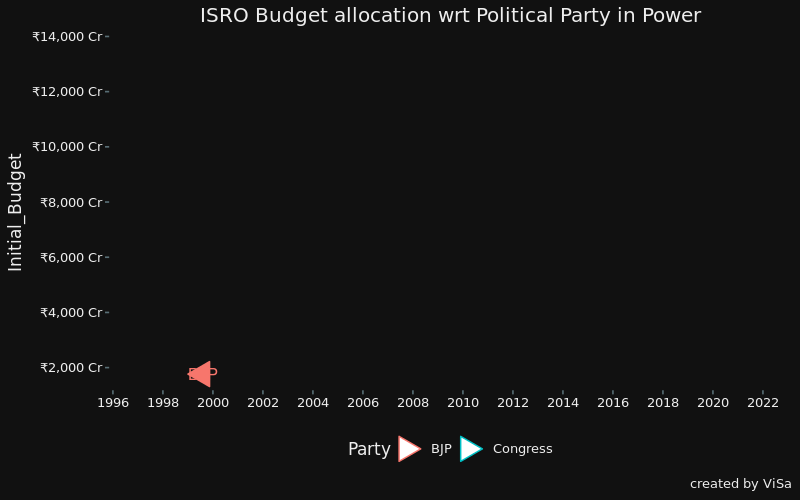 ISRO Budget allocation wrt Political Party in Power
Initial_Budget
₹14,000 Cr
₹12,000 Cr
₹10,000 Cr
₹8,000 Cr
₹6,000 Cr
₹4,000 Cr
₹2,000 Cr
1996 1998 2000 2002 2004 2006 2008 2010 2012 2014 2016 2018 2020 2022
Party BJP Congress
created by ViSa